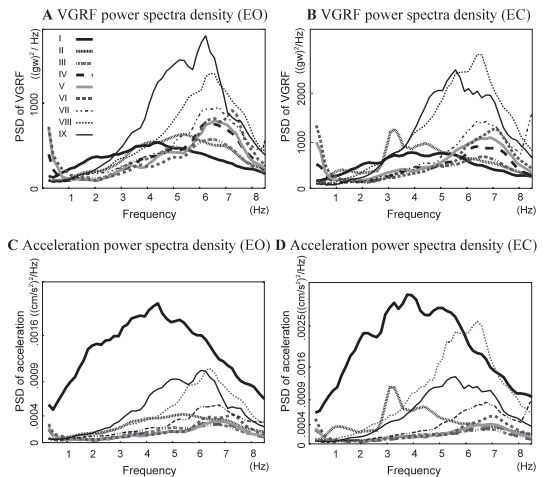 A VGRF power spectra density (EO)
PSD of VGRF ((gw)²/ Hz)
1000
0
I
II
III
IV
V
VI
VII
VIII
IX
1 2 3 4 5 6 7 8
Frequency (Hz)
B VGRF power spectra density (EC)
PSD of VGRF ((gw)²/ Hz)
2000
1000
0
1 2 3 4 5 6 7 8
Frequency (Hz)
C Acceleration power spectra density (EO)
PSD of acceleration ((cm/s²)²/Hz)
.0016
.0009
.0004
0
1 2 3 4 5 6 7 8
Frequency (Hz)
D Acceleration power spectra density (EC)
PSD of acceleration ((cm/s²)²/Hz)
.0025
.0016
.0009
.0004
0
1 2 3 4 5 6 7 8
Frequency (Hz)